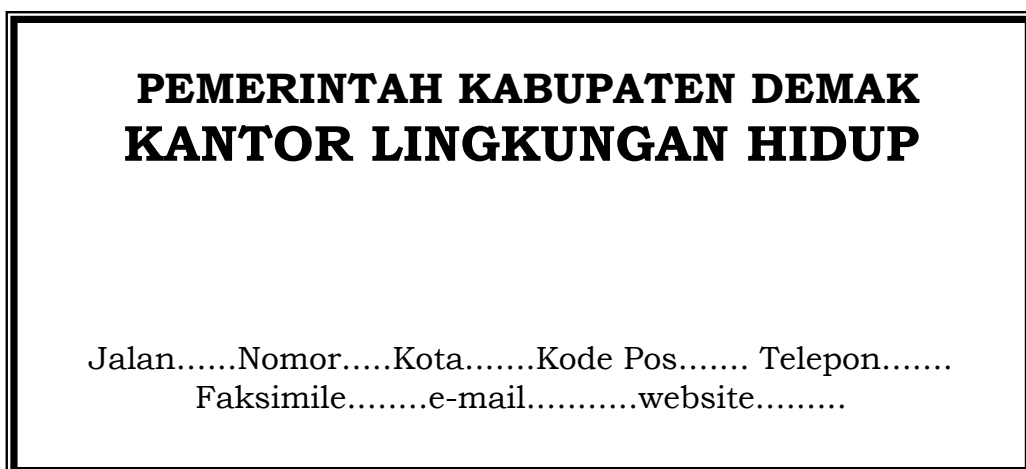 PEMERINTAH KABUPATEN DEMAK
KANTOR LINGKUNGAN HIDUP
Jalan......Nomor.....Kota.......Kode Pos....... Telepon.......
Faksimile........e-mail...........website.........